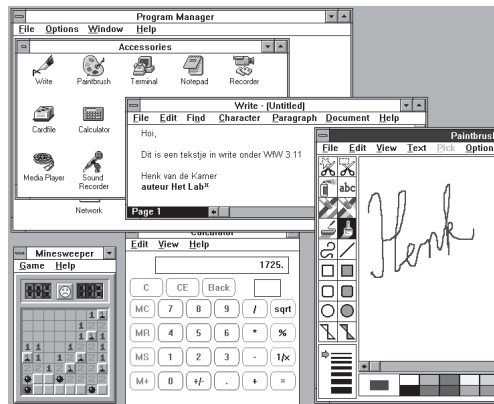 Program Manager
File Options Window Help
Accessories
Write Paintbrush Terminal Notepad Recorder
Cardfile Calculator
Media Player Sound Recorder
Network
Write - (Untitled)
File Edit Find Character Paragraph Document Help
Hoi,
Dit is een tekstje in write onder WfW 3.11
Henk van de Kamer
auteur Het Lab¤
Page 1
Paintbrush
File Edit View Text Pick Option
abc
Henk
Minesweeper
Game Help
Calculator
Edit View Help
1725.
C CE Back
MC 7 8 9 / sqrt
MR 4 5 6 * %
MS 1 2 3 - 1/x
M+ 0 +/- . + =